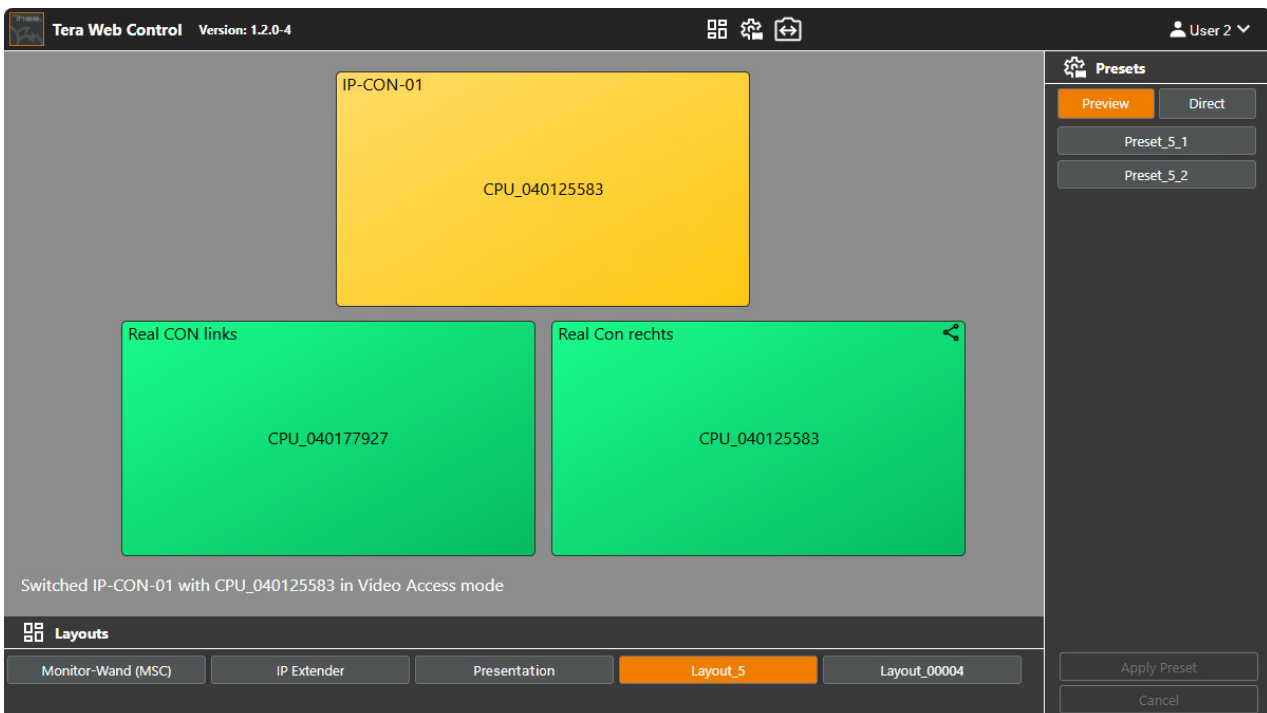 Tera Web Control Version: 1.2.0-4
User 2
IP-CON-01
CPU_040125583
Real CON links
CPU_040177927
Real Con rechts
CPU_040125583
Switched IP-CON-01 with CPU_040125583 in Video Access mode
Layouts
Monitor-Wand (MSC)
IP Extender
Presentation
Layout_5
Layout_00004
Presets
Preview
Direct
Preset_5_1
Preset_5_2
Apply Preset
Cancel